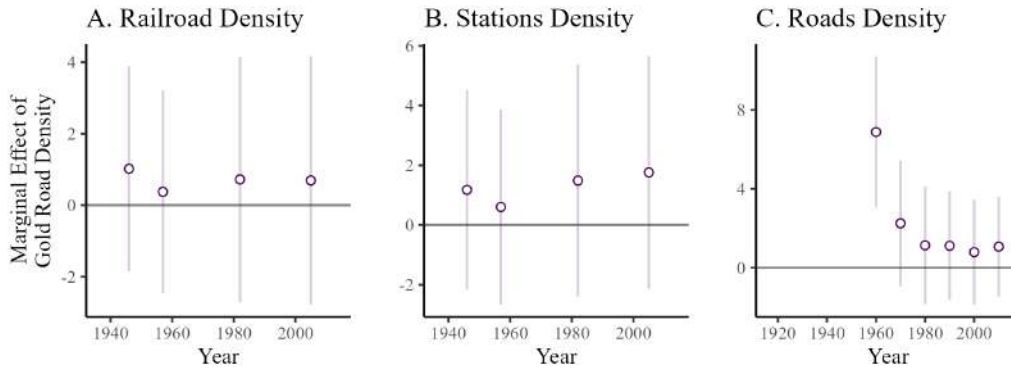 A. Railroad Density
B. Stations Density
C. Roads Density
Marginal Effect of
Gold Road Density
4
2
0
-2
1940 1960 1980 2000
Year
6
4
2
0
-2
1940 1960 1980 2000
Year
8
4
0
1920 1940 1960 1980 2000
Year